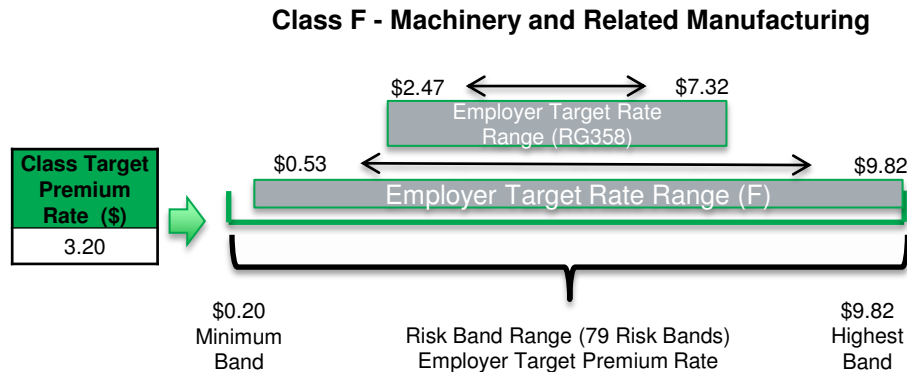 Class F - Machinery and Related Manufacturing
$2.47
$7.32
Employer Target Rate
Range (RG358)
$0.53
$9.82
Employer Target Rate Range (F)
Class Target
Premium
Rate ($)
3.20
$0.20
Minimum
Band
Risk Band Range (79 Risk Bands)
Employer Target Premium Rate
$9.82
Highest
Band